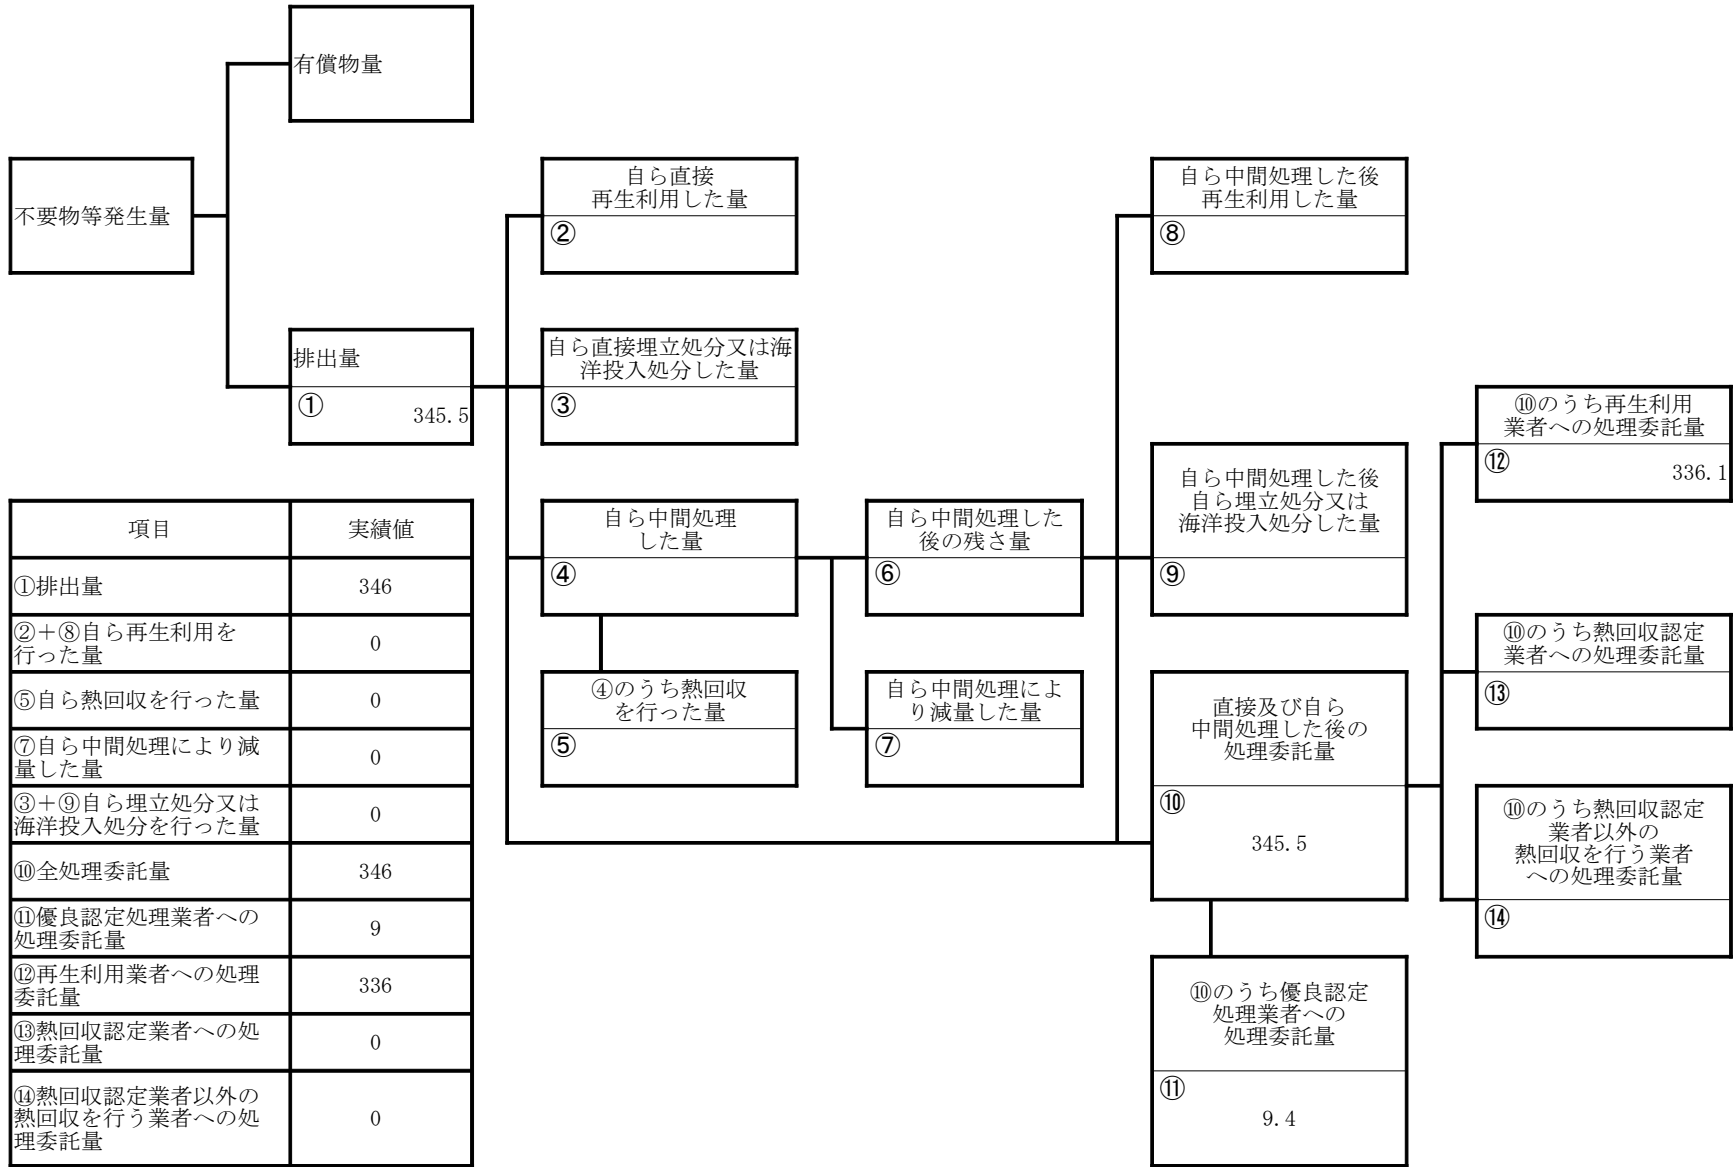 有償物量
不要物等発生量
排出量
①
345.5
自ら直接
再生利用した量
②
自ら直接埋立処分又は海
洋投入処分した量
③
自ら中間処理
した量
④
④のうち熱回収
を行った量
⑤
自ら中間処理した
後の残さ量
⑥
自ら中間処理によ
り減量した量
⑦
自ら中間処理した後
再生利用した量
⑧
自ら中間処理した後
自ら埋立処分又は
海洋投入処分した量
⑨
直接及び自ら
中間処理した後の
処理委託量
⑩
345.5
⑩のうち優良認定
処理業者への
処理委託量
⑪
9.4
⑩のうち再生利用
業者への処理委託量
⑫
336.1
⑩のうち熱回収認定
業者への処理委託量
⑬
⑩のうち熱回収認定
業者以外の
熱回収を行う業者
への処理委託量
⑭
項目 実績値
①排出量 346
②+⑧自ら再生利用を
行った量 0
⑤自ら熱回収を行った量 0
⑦自ら中間処理により減
量した量 0
③+⑨自ら埋立処分又は
海洋投入処分を行った量 0
⑩全処理委託量 346
⑪優良認定処理業者への
処理委託量 9
⑫再生利用業者への処理
委託量 336
⑬熱回収認定業者への処
理委託量 0
⑭熱回収認定業者以外の
熱回収を行う業者への処
理委託量 0